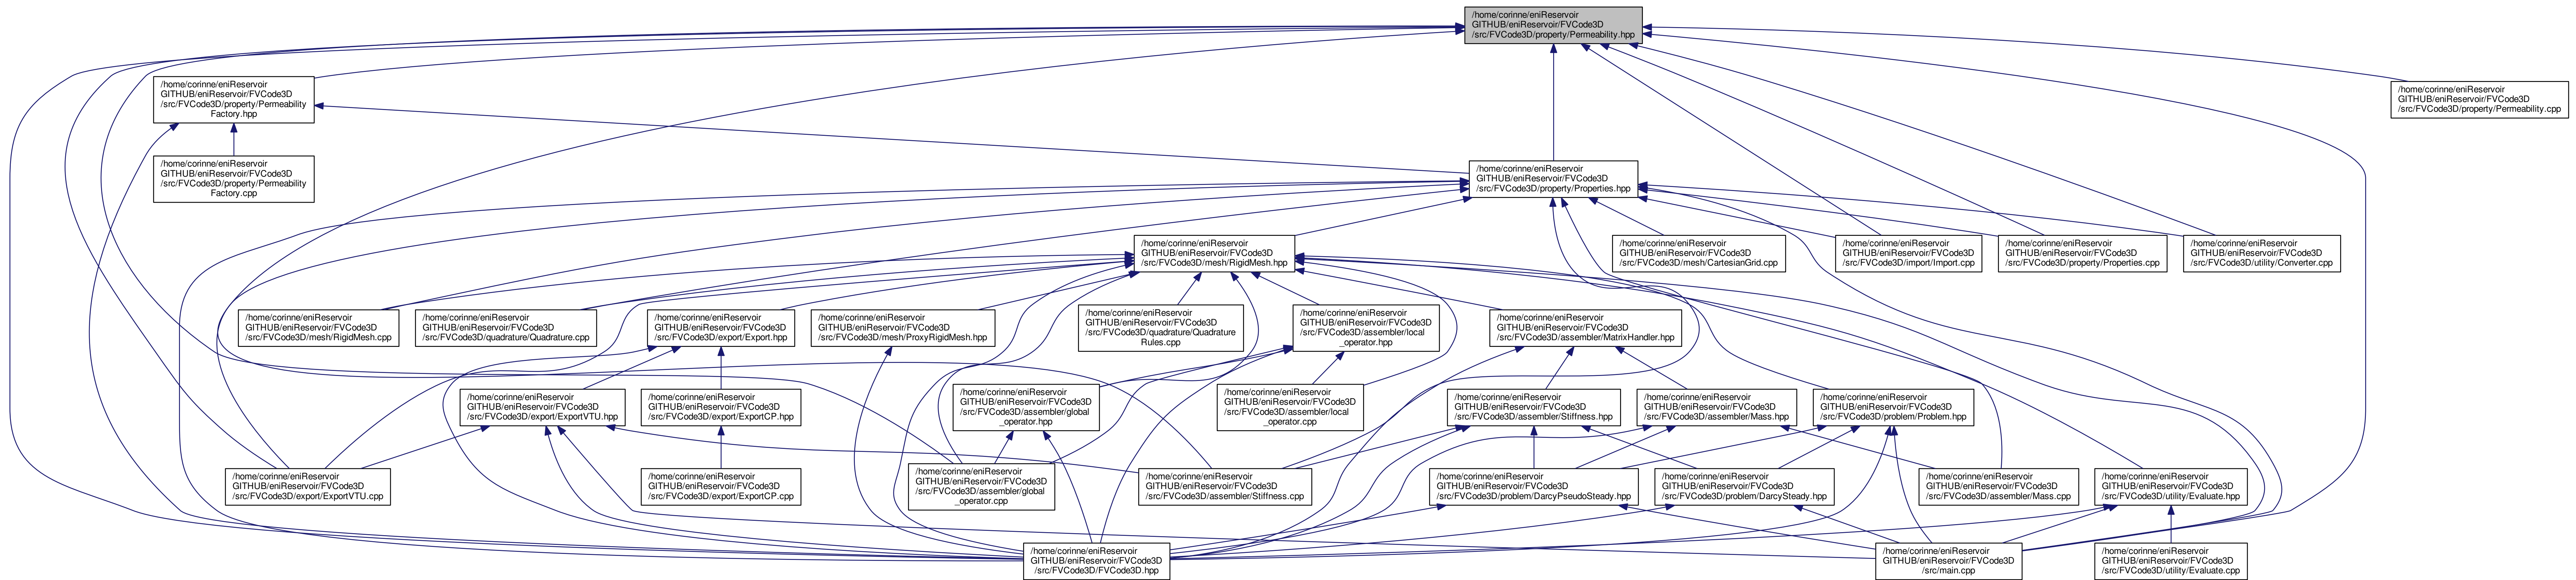 /home/corinne/eniReservoir
GITHUB/eniReservoir/FVCode3D
/src/FVCode3D/property/Permeability.hpp
/home/corinne/eniReservoir
GITHUB/eniReservoir/FVCode3D
/src/FVCode3D/property/Permeability
Factory.hpp
/home/corinne/eniReservoir
GITHUB/eniReservoir/FVCode3D
/src/FVCode3D/property/Permeability.cpp
/home/corinne/eniReservoir
GITHUB/eniReservoir/FVCode3D
/src/FVCode3D/property/Permeability
Factory.cpp
/home/corinne/eniReservoir
GITHUB/eniReservoir/FVCode3D
/src/FVCode3D/property/Properties.hpp
/home/corinne/eniReservoir
GITHUB/eniReservoir/FVCode3D
/src/FVCode3D/mesh/RigidMesh.hpp
/home/corinne/eniReservoir
GITHUB/eniReservoir/FVCode3D
/src/FVCode3D/mesh/CartesianGrid.cpp
/home/corinne/eniReservoir
GITHUB/eniReservoir/FVCode3D
/src/FVCode3D/import/Import.cpp
/home/corinne/eniReservoir
GITHUB/eniReservoir/FVCode3D
/src/FVCode3D/property/Properties.cpp
/home/corinne/eniReservoir
GITHUB/eniReservoir/FVCode3D
/src/FVCode3D/utility/Converter.cpp
/home/corinne/eniReservoir
GITHUB/eniReservoir/FVCode3D
/src/FVCode3D/mesh/RigidMesh.cpp
/home/corinne/eniReservoir
GITHUB/eniReservoir/FVCode3D
/src/FVCode3D/quadrature/Quadrature.cpp
/home/corinne/eniReservoir
GITHUB/eniReservoir/FVCode3D
/src/FVCode3D/export/Export.hpp
/home/corinne/eniReservoir
GITHUB/eniReservoir/FVCode3D
/src/FVCode3D/mesh/ProxyRigidMesh.hpp
/home/corinne/eniReservoir
GITHUB/eniReservoir/FVCode3D
/src/FVCode3D/quadrature/Quadrature
Rules.cpp
/home/corinne/eniReservoir
GITHUB/eniReservoir/FVCode3D
/src/FVCode3D/assembler/local
_operator.hpp
/home/corinne/eniReservoir
GITHUB/eniReservoir/FVCode3D
/src/FVCode3D/assembler/MatrixHandler.hpp
/home/corinne/eniReservoir
GITHUB/eniReservoir/FVCode3D
/src/FVCode3D/export/ExportVTU.hpp
/home/corinne/eniReservoir
GITHUB/eniReservoir/FVCode3D
/src/FVCode3D/export/ExportCP.hpp
/home/corinne/eniReservoir
GITHUB/eniReservoir/FVCode3D
/src/FVCode3D/assembler/global
_operator.hpp
/home/corinne/eniReservoir
GITHUB/eniReservoir/FVCode3D
/src/FVCode3D/assembler/local
_operator.cpp
/home/corinne/eniReservoir
GITHUB/eniReservoir/FVCode3D
/src/FVCode3D/assembler/Stiffness.hpp
/home/corinne/eniReservoir
GITHUB/eniReservoir/FVCode3D
/src/FVCode3D/assembler/Mass.hpp
/home/corinne/eniReservoir
GITHUB/eniReservoir/FVCode3D
/src/FVCode3D/problem/Problem.hpp
/home/corinne/eniReservoir
GITHUB/eniReservoir/FVCode3D
/src/FVCode3D/export/ExportVTU.cpp
/home/corinne/eniReservoir
GITHUB/eniReservoir/FVCode3D
/src/FVCode3D/export/ExportCP.cpp
/home/corinne/eniReservoir
GITHUB/eniReservoir/FVCode3D
/src/FVCode3D/assembler/global
_operator.cpp
/home/corinne/eniReservoir
GITHUB/eniReservoir/FVCode3D
/src/FVCode3D/assembler/Stiffness.cpp
/home/corinne/eniReservoir
GITHUB/eniReservoir/FVCode3D
/src/FVCode3D/problem/DarcyPseudoSteady.hpp
/home/corinne/eniReservoir
GITHUB/eniReservoir/FVCode3D
/src/FVCode3D/problem/DarcySteady.hpp
/home/corinne/eniReservoir
GITHUB/eniReservoir/FVCode3D
/src/FVCode3D/assembler/Mass.cpp
/home/corinne/eniReservoir
GITHUB/eniReservoir/FVCode3D
/src/FVCode3D/utility/Evaluate.hpp
/home/corinne/eniReservoir
GITHUB/eniReservoir/FVCode3D
/src/FVCode3D/FVCode3D.hpp
/home/corinne/eniReservoir
GITHUB/eniReservoir/FVCode3D
/src/main.cpp
/home/corinne/eniReservoir
GITHUB/eniReservoir/FVCode3D
/src/FVCode3D/utility/Evaluate.cpp